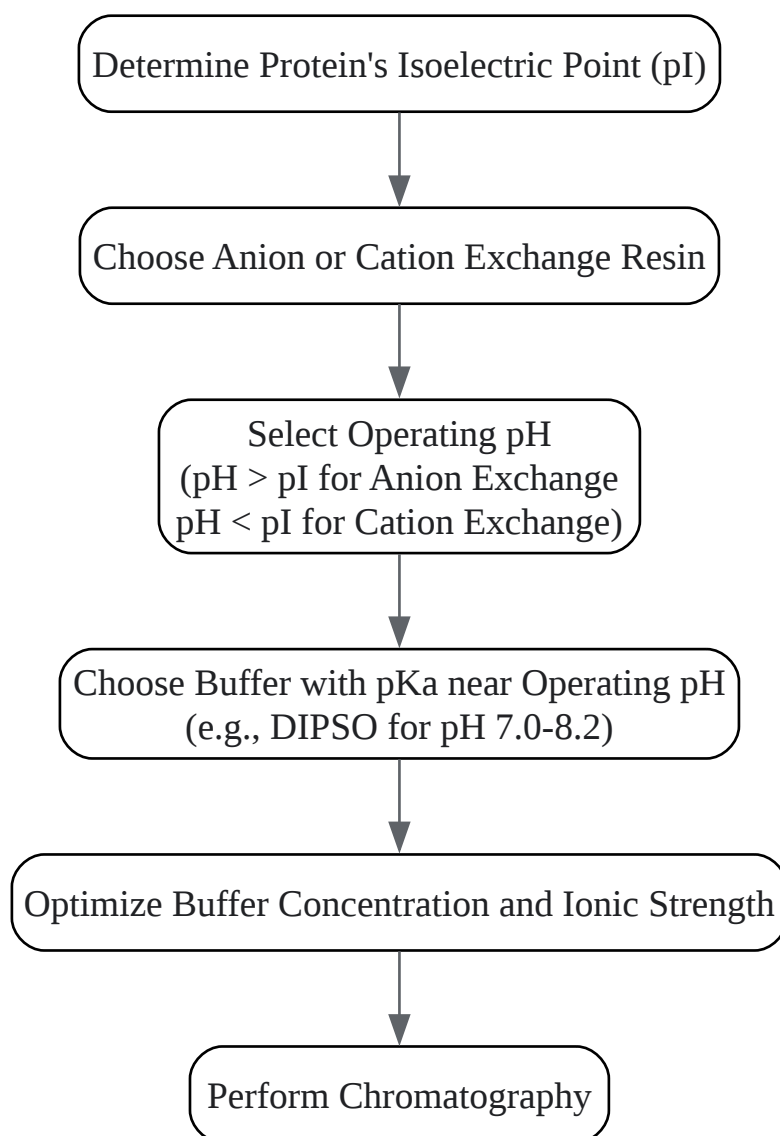 Determine Protein's Isoelectric Point (pI)
Choose Anion or Cation Exchange Resin
Select Operating pH
(pH > pI for Anion Exchange
pH < pI for Cation Exchange)
Choose Buffer with pKa near Operating pH
(e.g., DIPSO for pH 7.0-8.2)
Optimize Buffer Concentration and Ionic Strength
Perform Chromatography